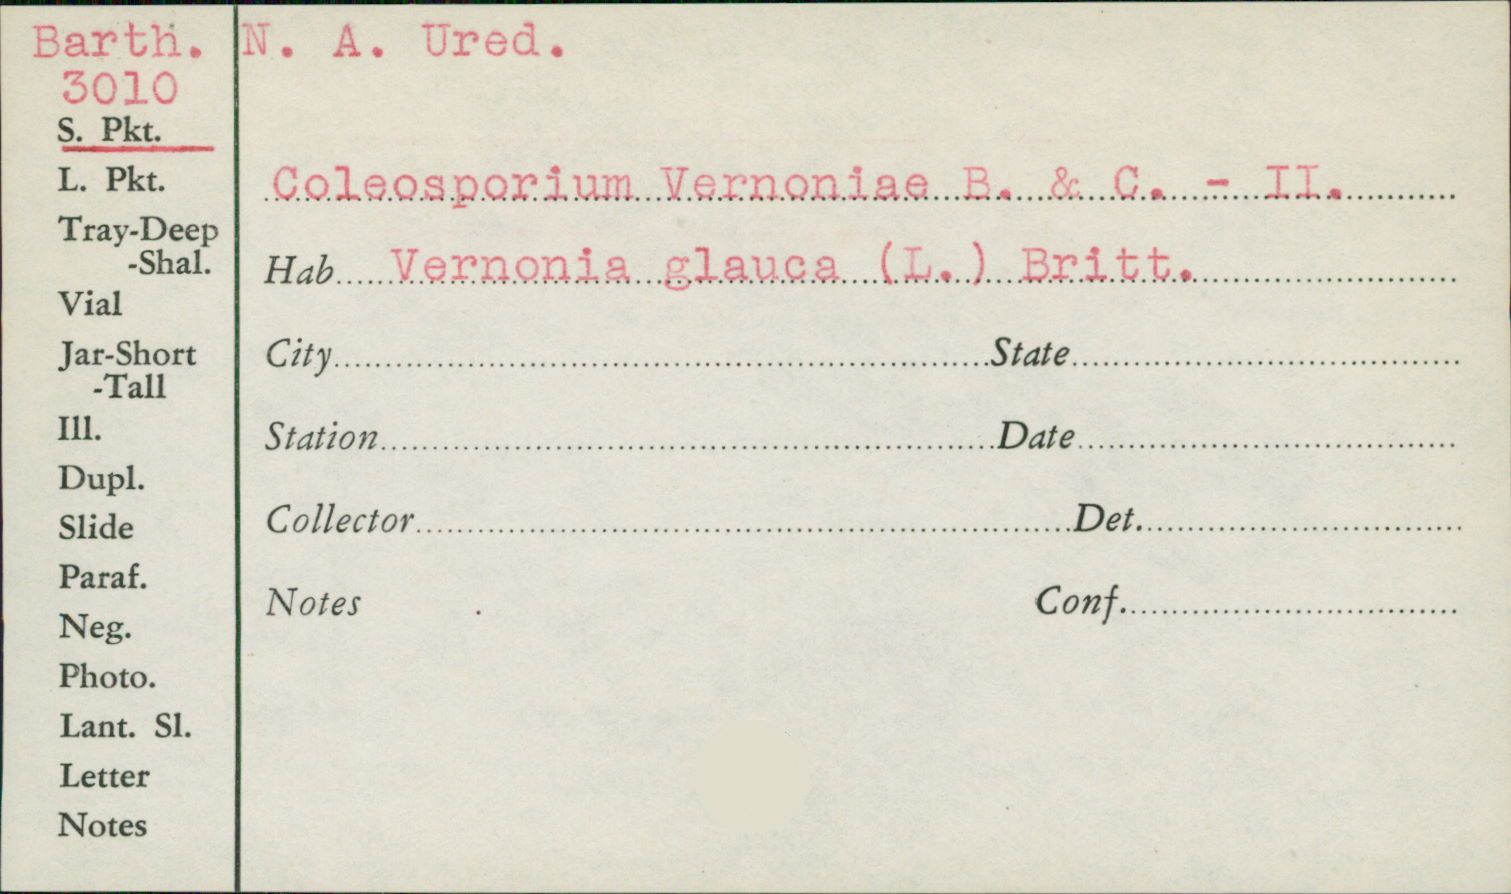 Barth. N. A. Ured.
3010
S. Pkt.
L. Pkt.
Tray-Deep
-Shal.
Vial
Jar-Short
-Tall
Ill.
Dupl.
Slide
Paraf.
Neg.
Photo.
Lant. Sl.
Letter
Notes
Coleosporium Vernoniae B. & C. - II.
Hab Vernonia glauca (L.) Britt.
City State
Station Date
Collector Det.
Notes Conf.